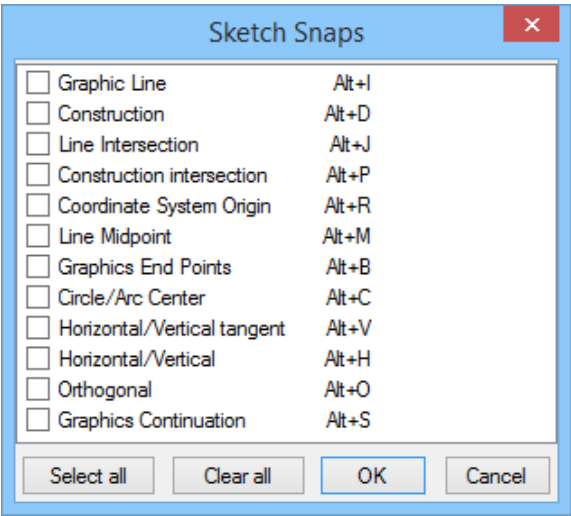 Sketch Snaps
Graphic Line Alt+I
Construction Alt+D
Line Intersection Alt+J
Construction intersection Alt+P
Coordinate System Origin Alt+R
Line Midpoint Alt+M
Graphics End Points Alt+B
Circle/Arc Center Alt+C
Horizontal/Vertical tangent Alt+V
Horizontal/Vertical Alt+H
Orthogonal Alt+O
Graphics Continuation Alt+S
Select all Clear all OK Cancel